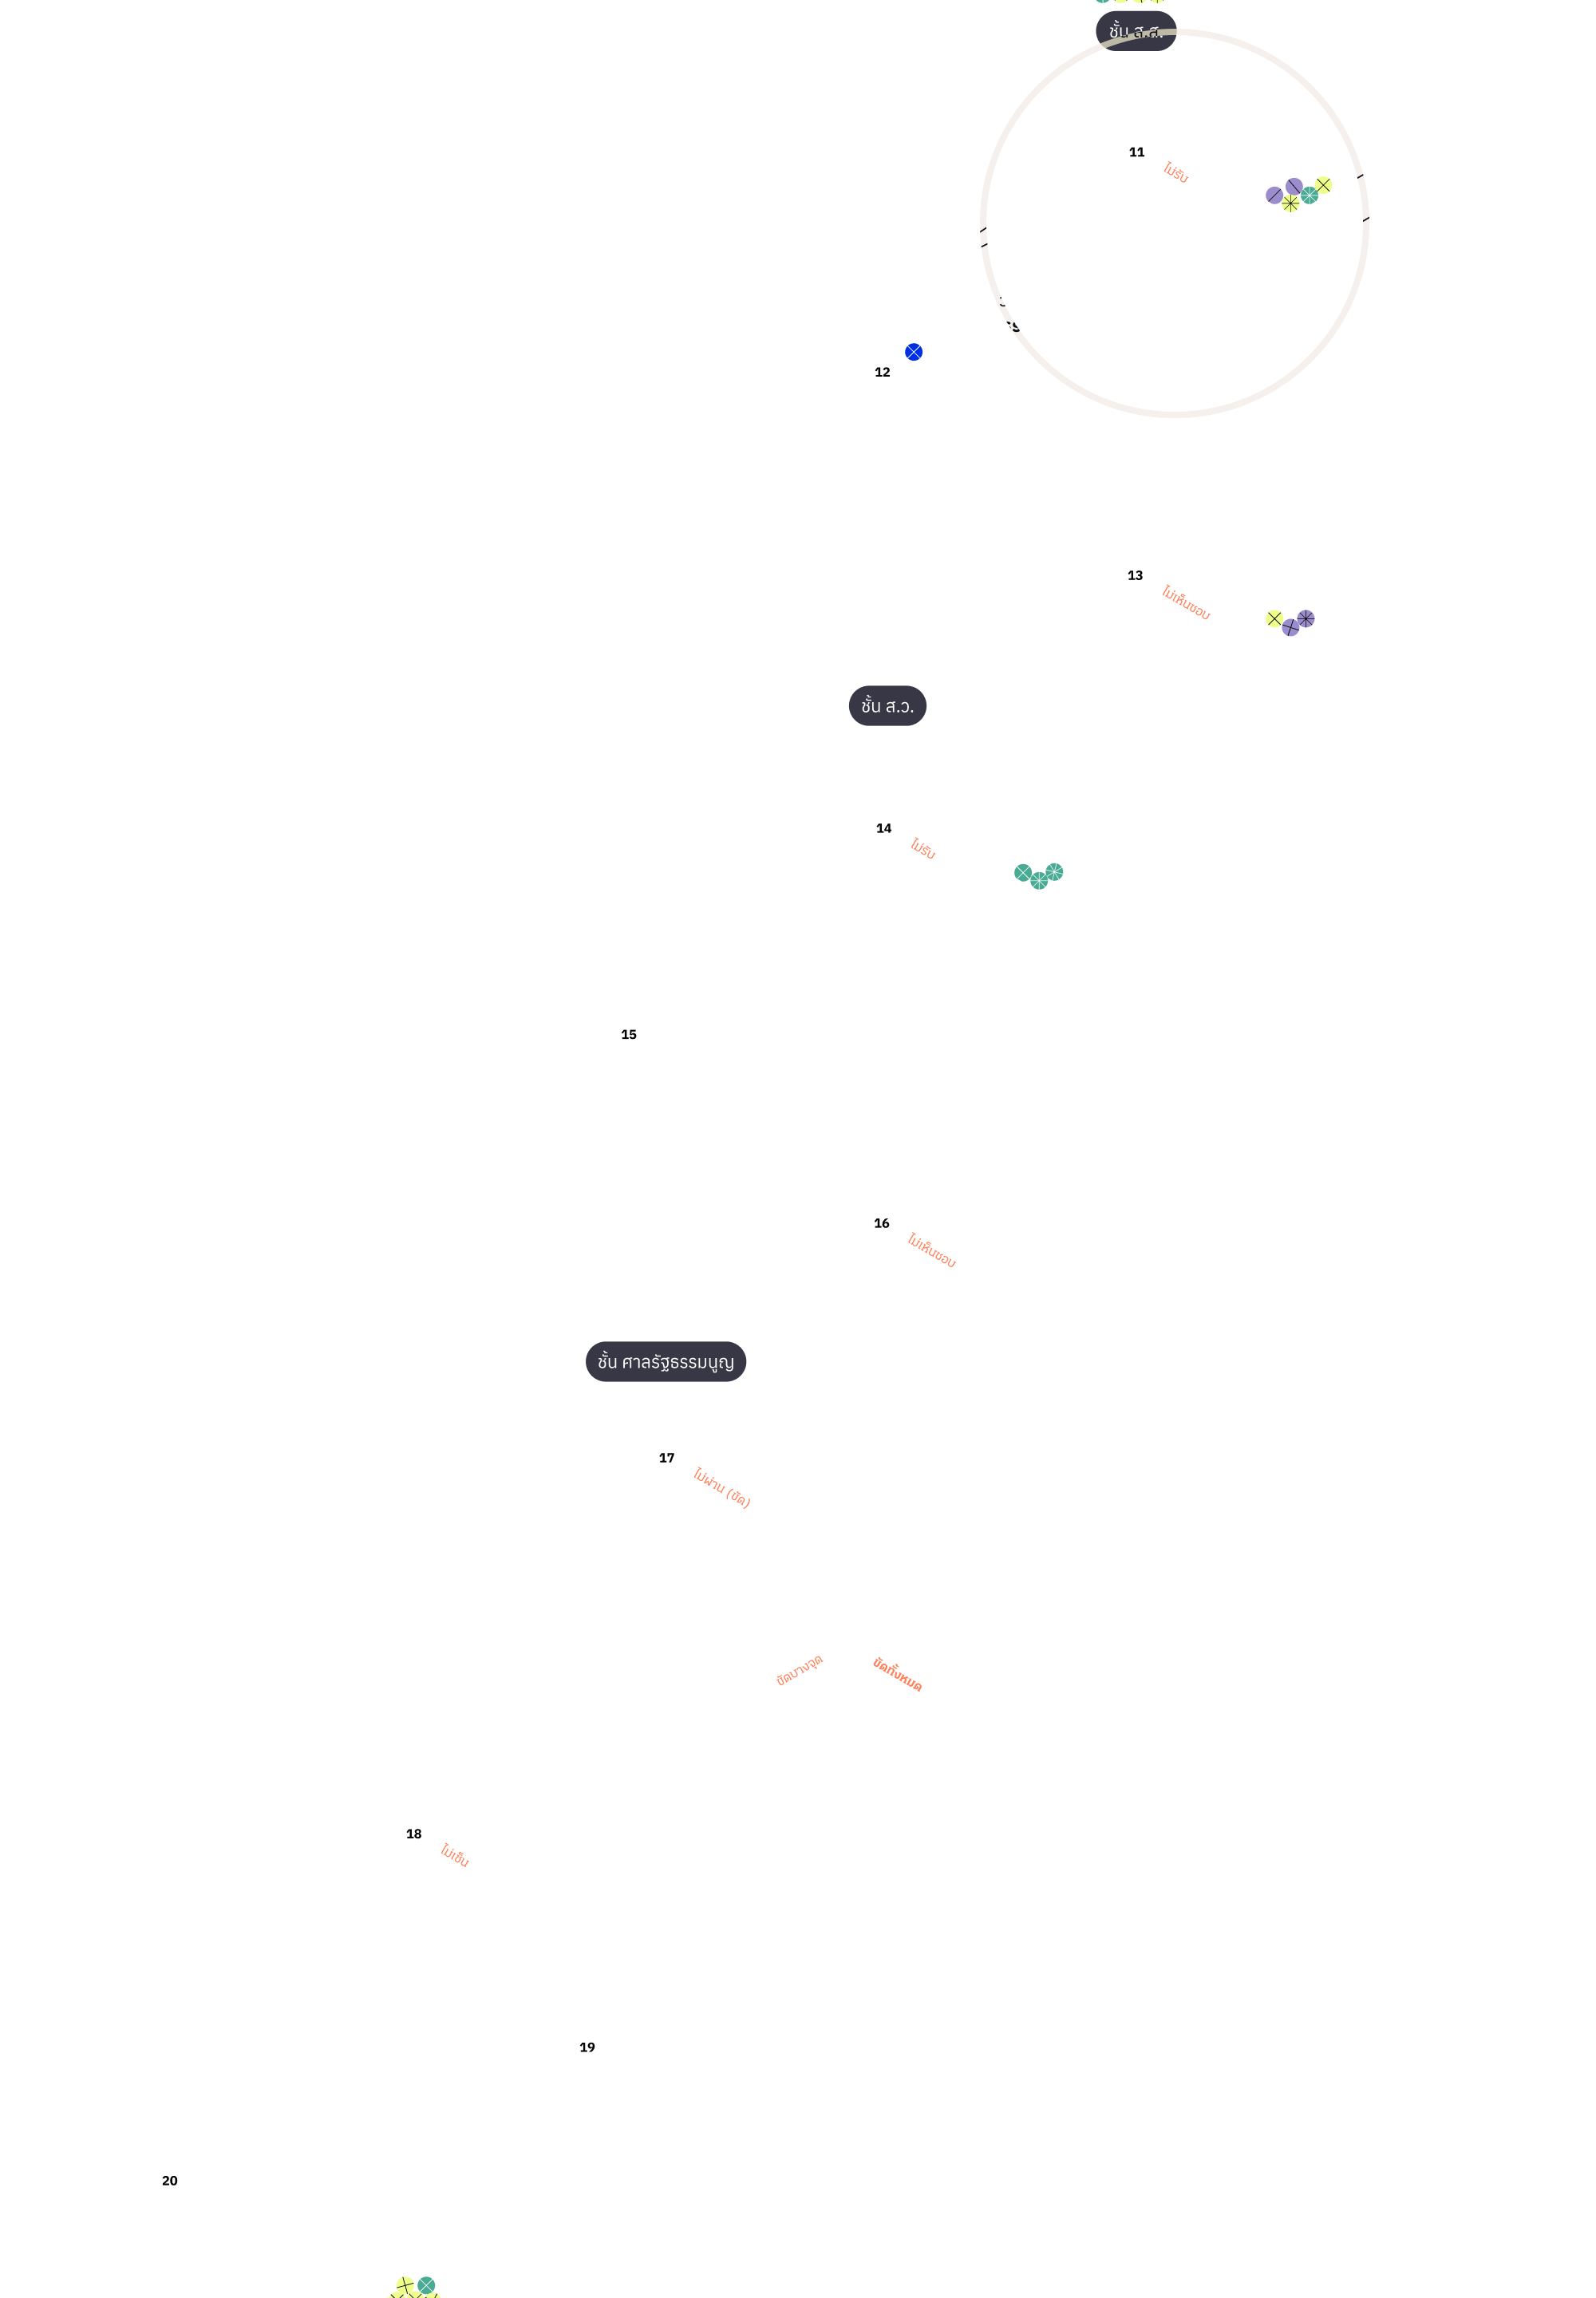 ชั้น ส.ส.
11
ไม่รับ
12
13
ไม่เห็นชอบ
ชั้น ส.ว.
14
ไม่รับ
15
16
ไม่เห็นชอบ
ชั้น ศาลรัฐธรรมนูญ
17
ไม่ผ่าน (ขัด)
ขัดบางจุด
ขัดทั้งหมด
18
ไม่เซ็น
19
20